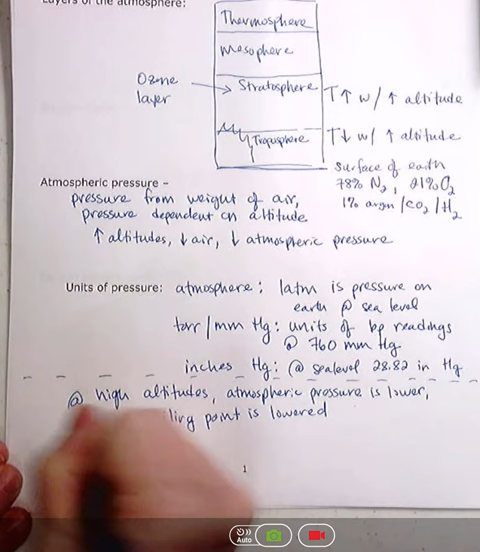 Layers of the atmosphere:
Thermosphere
Mesophere
Ozone
layer
Stratosphere
T↑ w/ ↑ altitude
Troposphere
T↓ w/ ↑ altitude
surface of earth
78% N2, 21% O2
1% argon/CO2/H2
Atmospheric pressure –
pressure from weight of air,
pressure dependent on altitude
↑ altitudes, ↓ air, ↓ atmospheric pressure
Units of pressure: atmosphere: 1atm is pressure on
earth @ sea level
torr/mm Hg: units of bp readings
@ 760 mm Hg
inches Hg: @ sealevel 28.82 in Hg
@ high altitudes, atmospheric pressure is lower,
ling point is lowered
1
Auto